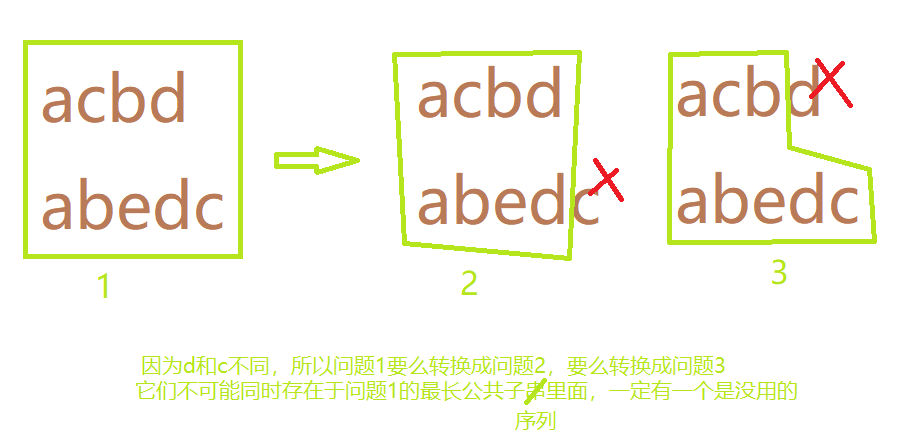 acbd acbd acbd
abedc abedc abedc
1 2 3
因为d和c不同，所以问题1要么转换成问题2，要么转换成问题3
它们不可能同时存在于问题1的最长公共子串里面，一定有一个是没用的
序列